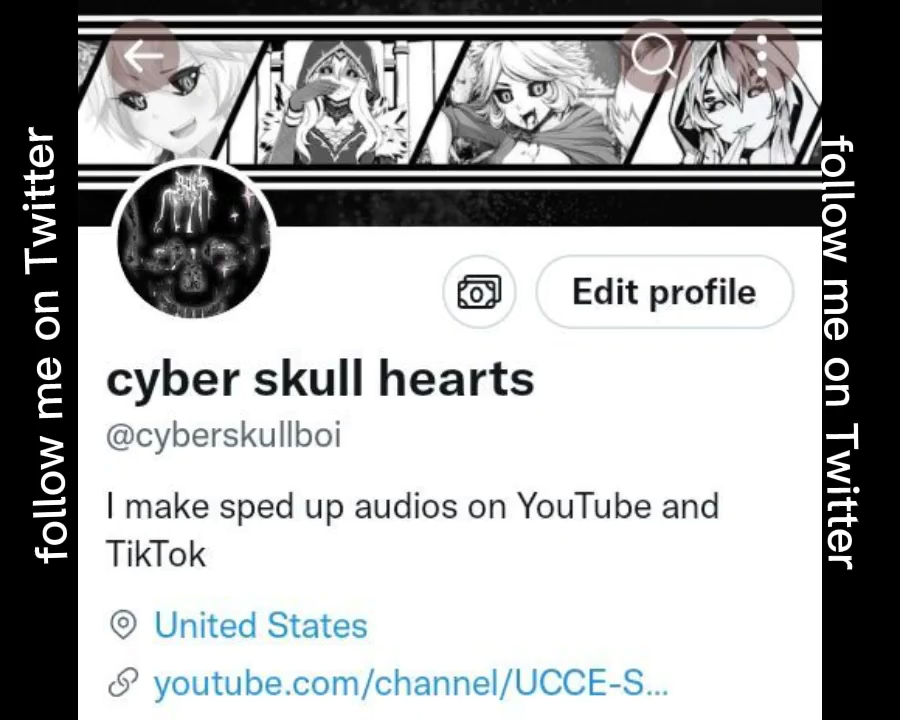 follow me on Twitter
Edit profile
cyber skull hearts
@cyberskullboi
I make sped up audios on YouTube and
TikTok
United States
youtube.com/channel/UCCE-S...
follow me on Twitter